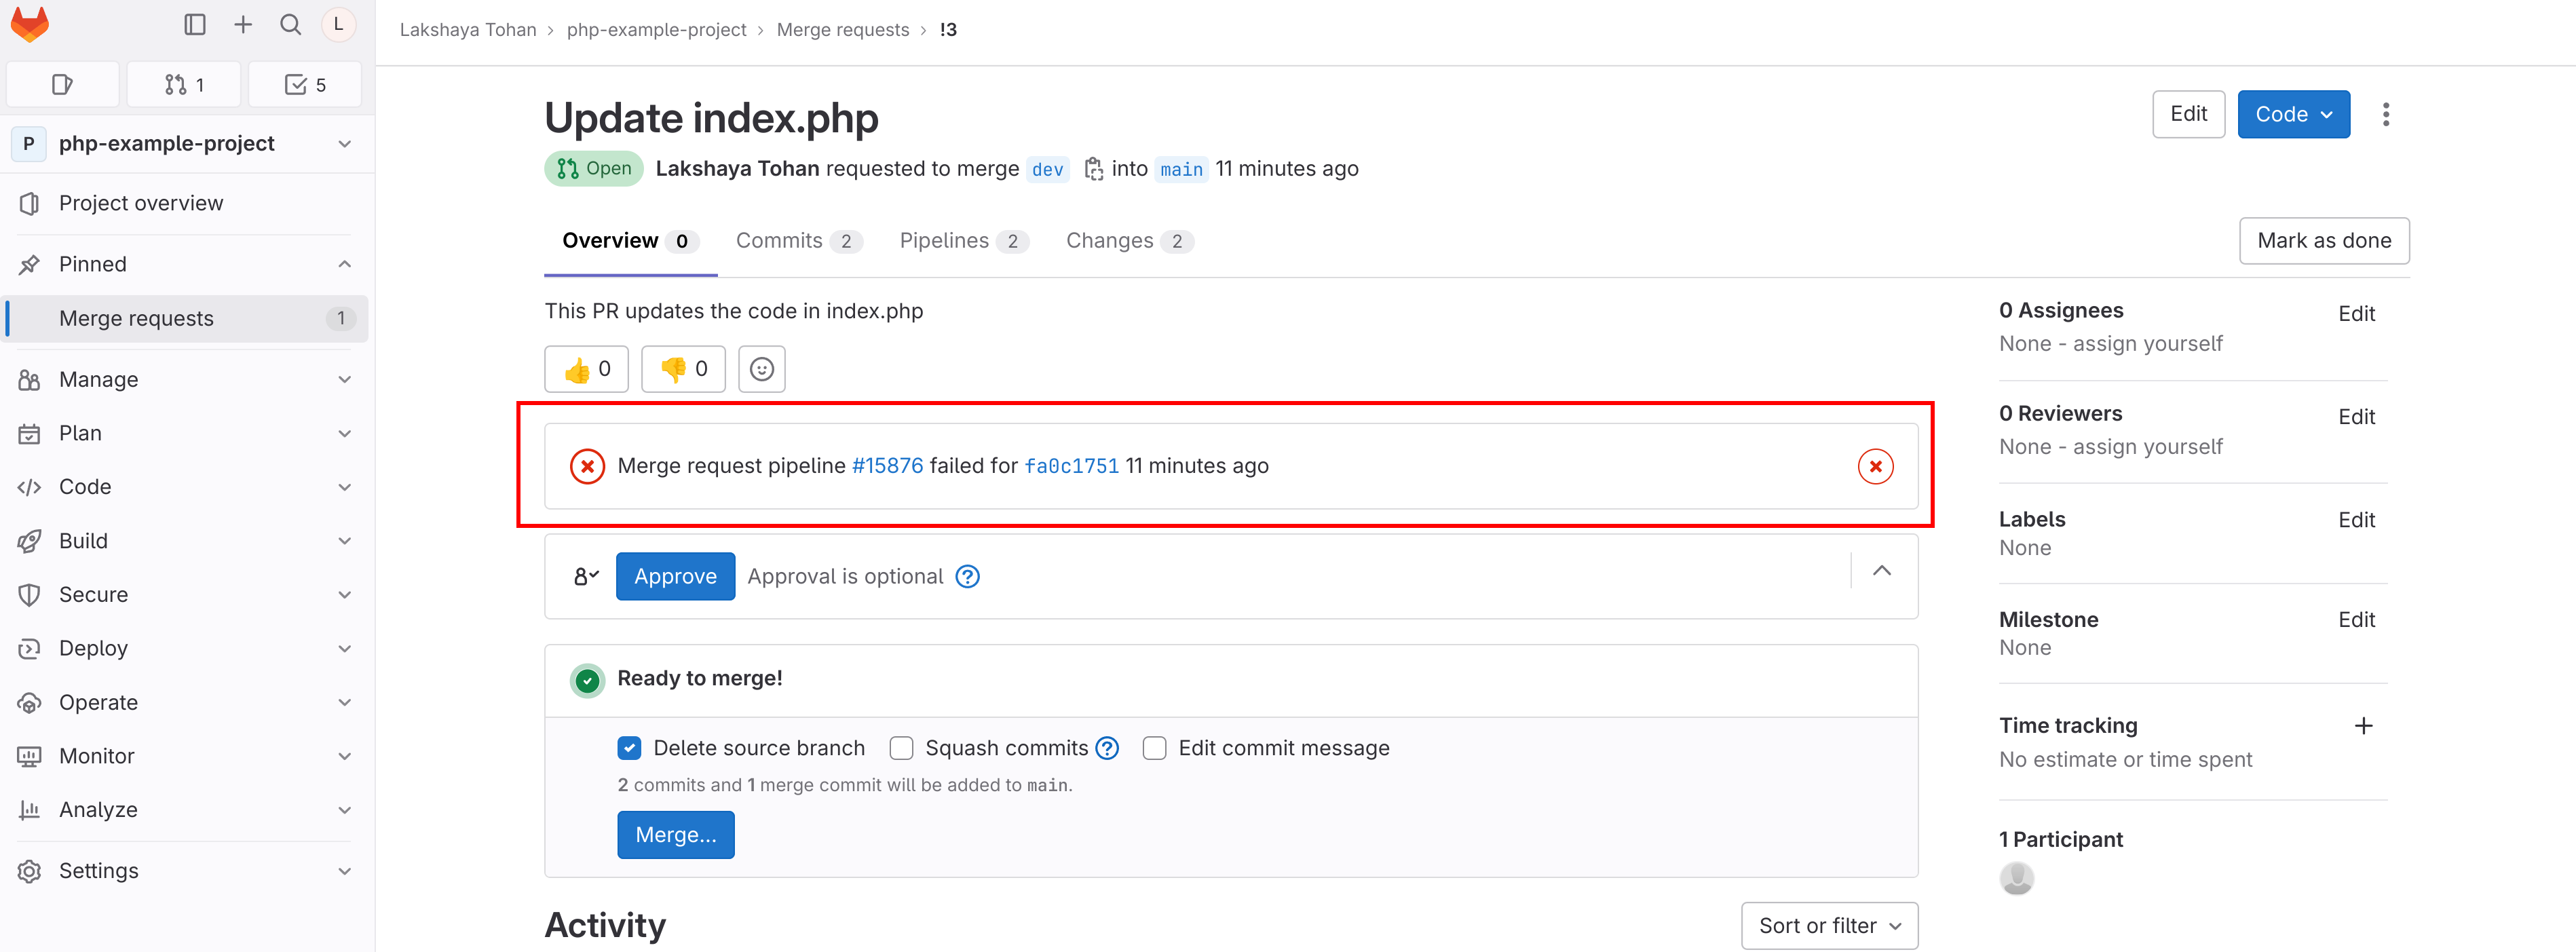 L
Lakshaya Tohan › php-example-project › Merge requests › !3
1
5
P php-example-project
Project overview
Pinned
Merge requests 1
Manage
Plan
Code
Build
Secure
Deploy
Operate
Monitor
Analyze
Settings
Update index.php
Edit
Code
Open Lakshaya Tohan requested to merge dev into main 11 minutes ago
Overview 0 Commits 2 Pipelines 2 Changes 2
Mark as done
This PR updates the code in index.php
👍 0 👎 0
Merge request pipeline #15876 failed for fa0c1751 11 minutes ago
Approve Approval is optional ?
Ready to merge!
Delete source branch Squash commits ? Edit commit message
2 commits and 1 merge commit will be added to main.
Merge...
Activity
Sort or filter
0 Assignees Edit
None - assign yourself
0 Reviewers Edit
None - assign yourself
Labels Edit
None
Milestone Edit
None
Time tracking +
No estimate or time spent
1 Participant